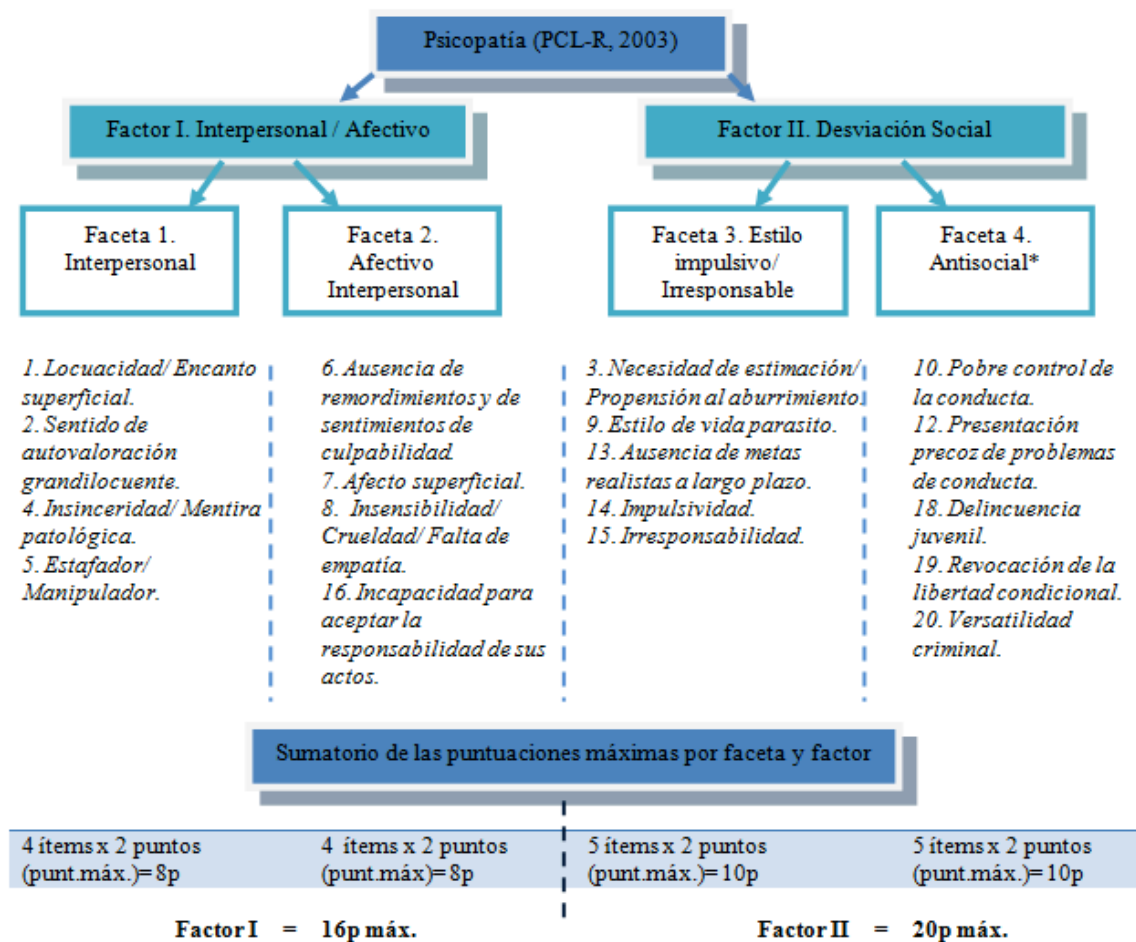 Psicopatía (PCL-R, 2003)
Factor I. Interpersonal / Afectivo
Factor II. Desviación Social
Faceta 1.
Interpersonal
Faceta 2.
Afectivo
Interpersonal
Faceta 3. Estilo
impulsivo/
Irresponsable
Faceta 4.
Antisocial*
1. Locuacidad/ Encanto
superficial.
2. Sentido de
autovaloración
grandilocuente.
4. Insinceridad/ Mentira
patológica.
5. Estafador/
Manipulador.
6. Ausencia de
remordimientos y de
sentimientos de
culpabilidad.
7. Afecto superficial.
8. Insensibilidad/
Crueldad/ Falta de
empatía.
16. Incapacidad para
aceptar la
responsabilidad de sus
actos.
3. Necesidad de estimación/
Propensión al aburrimiento.
9. Estilo de vida parasito.
13. Ausencia de metas
realistas a largo plazo.
14. Impulsividad.
15. Irresponsabilidad.
10. Pobre control de
la conducta.
12. Presentación
precoz de problemas
de conducta.
18. Delincuencia
juvenil.
19. Revocación de la
libertad condicional.
20. Versatilidad
criminal.
Sumatorio de las puntuaciones máximas por faceta y factor
4 ítems x 2 puntos
(punt.máx.)=8p
4 ítems x 2 puntos
(punt.máx)=8p
5 ítems x 2 puntos
(punt.máx.)=10p
5 ítems x 2 puntos
(punt.máx.)=10p
Factor I = 16p máx.
Factor II = 20p máx.